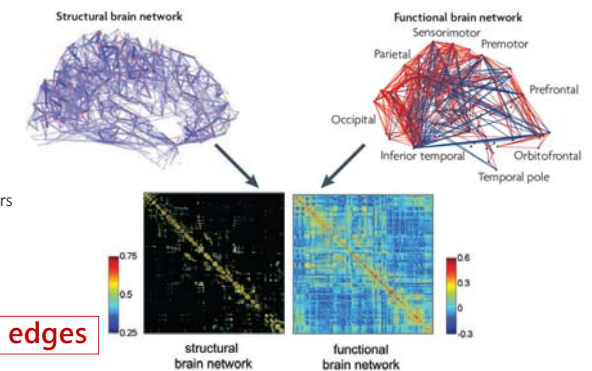 Structural brain network
Functional brain network
Sensorimotor
Premotor
Parietal
Prefrontal
Occipital
Inferior temporal
Orbitofrontal
Temporal pole
rs
0.75
0.5
0.25
0.6
0.3
0
-0.3
edges
structural
brain network
functional
brain network